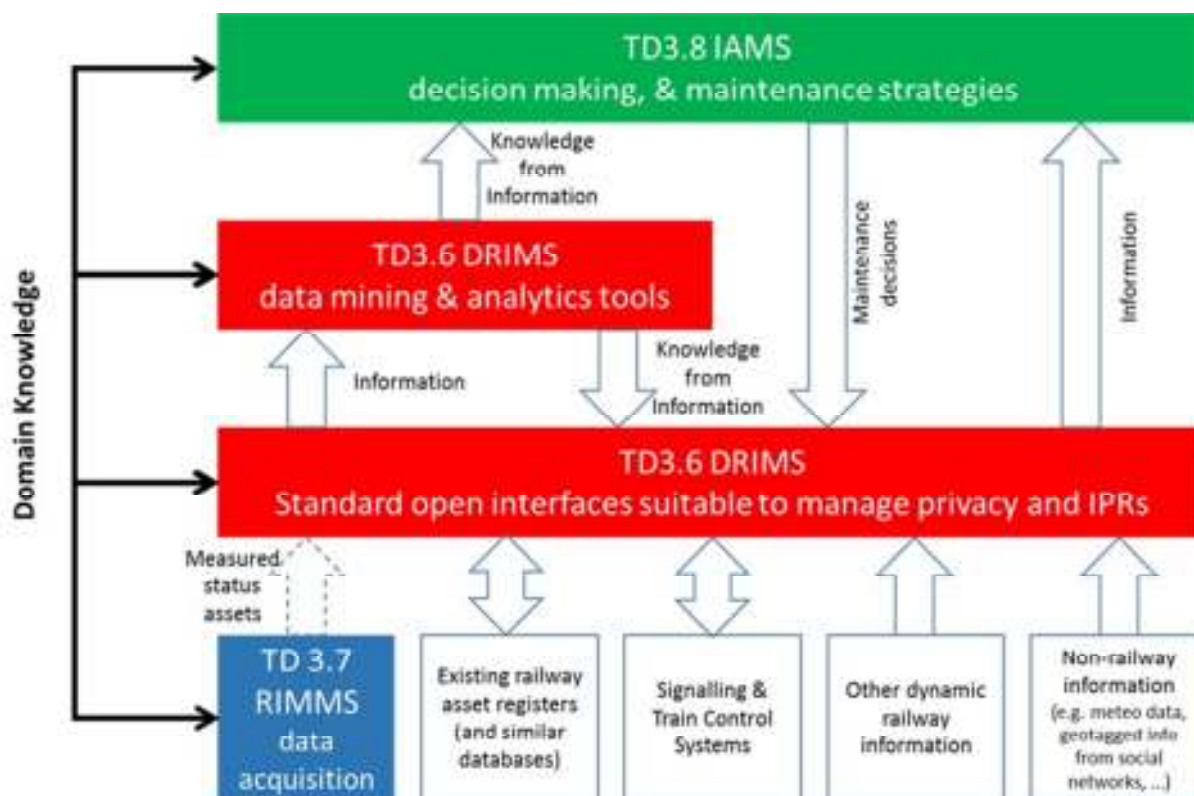 TD3.8 IAMS
decision making, & maintenance strategies
Knowledge
from
Information
Maintenance
decisions
Information
TD3.6 DRIMS
data mining & analytics tools
Domain Knowledge
Information
Knowledge
from
Information
TD3.6 DRIMS
Standard open interfaces suitable to manage privacy and IPRs
Measured
status
assets
TD 3.7
RIMMS
data
acquisition
Existing railway
asset registers
(and similar
databases)
Signalling &
Train Control
Systems
Other dynamic
railway
information
Non-railway
information
(e.g. meteo data,
geotagged info
from social
networks, ...)